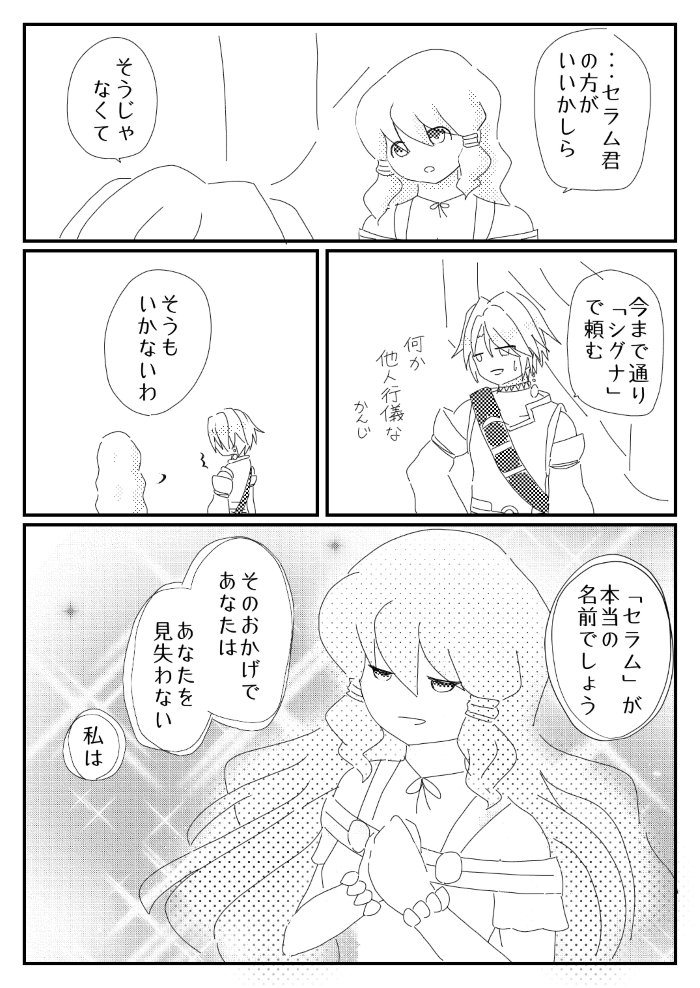 ・・・セラム君
の方が
いいかしら
そうじゃ
なくて
今まで通り
「シグナ」
で頼む
何か
他人行儀な
かんじ
そうも
いかないわ
「セラム」が
本当の
名前でしょう
そのおかげで
あなたは
あなたを
見失わない
私は